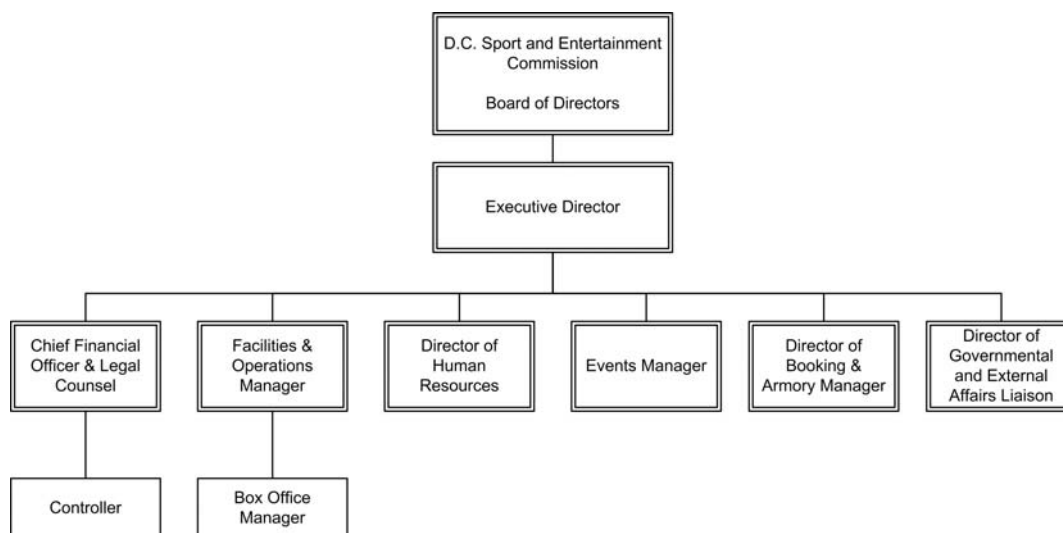 D.C. Sport and Entertainment
Commission
Board of Directors
Executive Director
Chief Financial
Officer & Legal
Counsel
Facilities &
Operations
Manager
Director of
Human
Resources
Events Manager
Director of
Booking &
Armory Manager
Director of
Governmental
and External
Affairs Liaison
Controller
Box Office
Manager